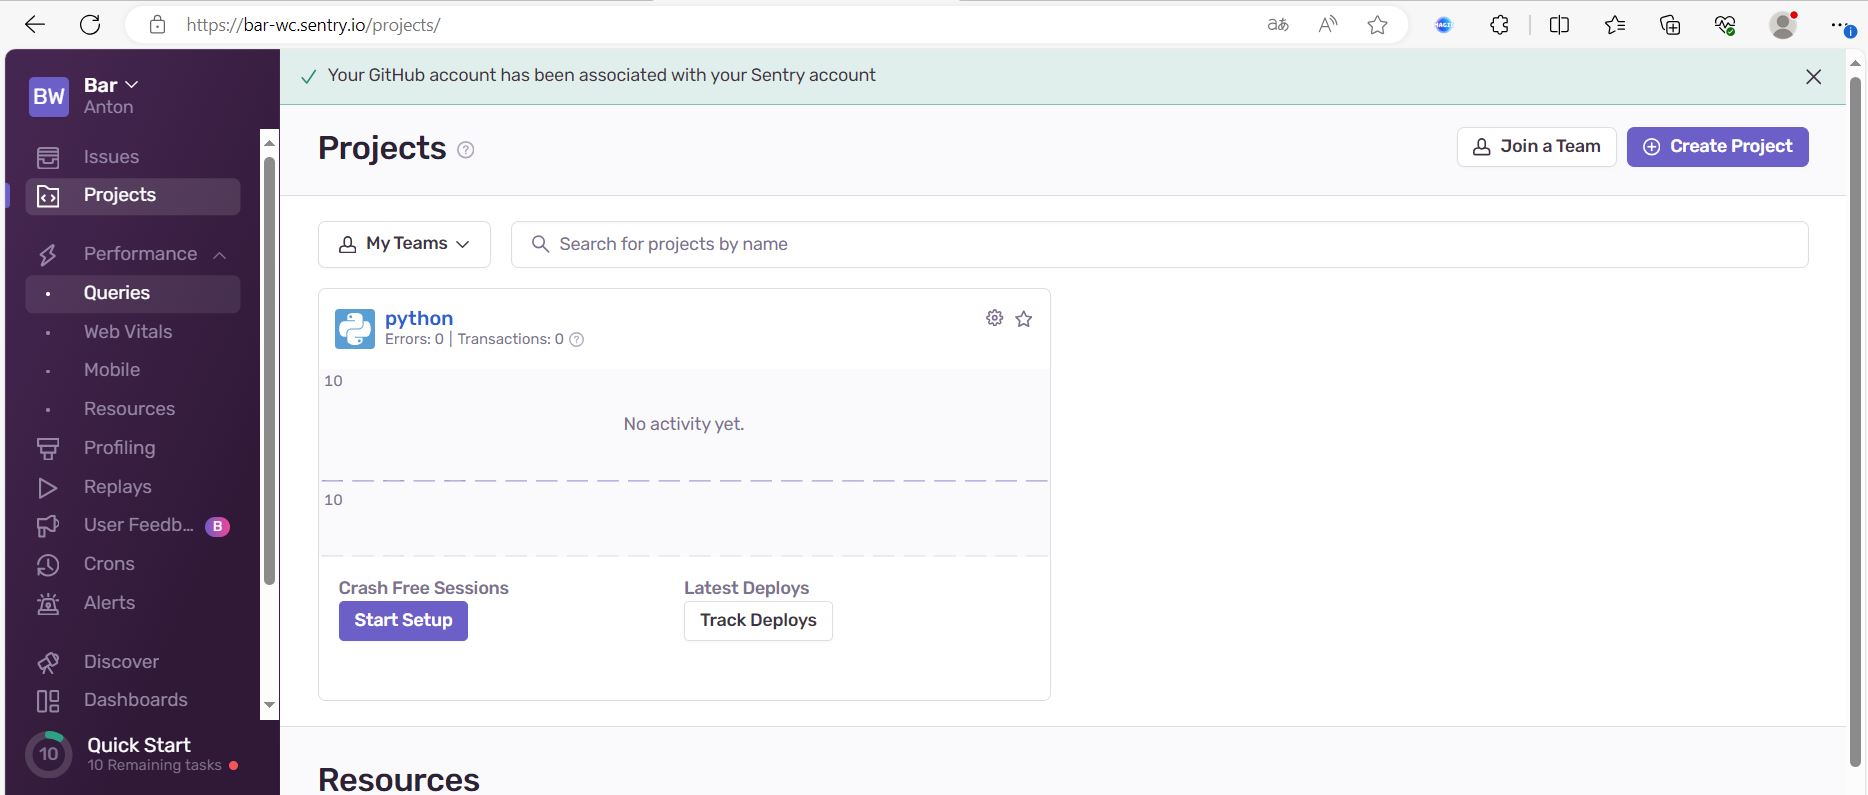 https://bar-wc.sentry.io/projects/
BW
Bar
Anton
Issues
Projects
Performance
Queries
Web Vitals
Mobile
Resources
Profiling
Replays
User Feedb...
B
Crons
Alerts
Discover
Dashboards
10
Quick Start
10 Remaining tasks
Your GitHub account has been associated with your Sentry account
Projects
Join a Team
Create Project
My Teams
Search for projects by name
python
Errors: 0 | Transactions: 0
10
No activity yet.
10
Crash Free Sessions
Latest Deploys
Start Setup
Track Deploys
Resources